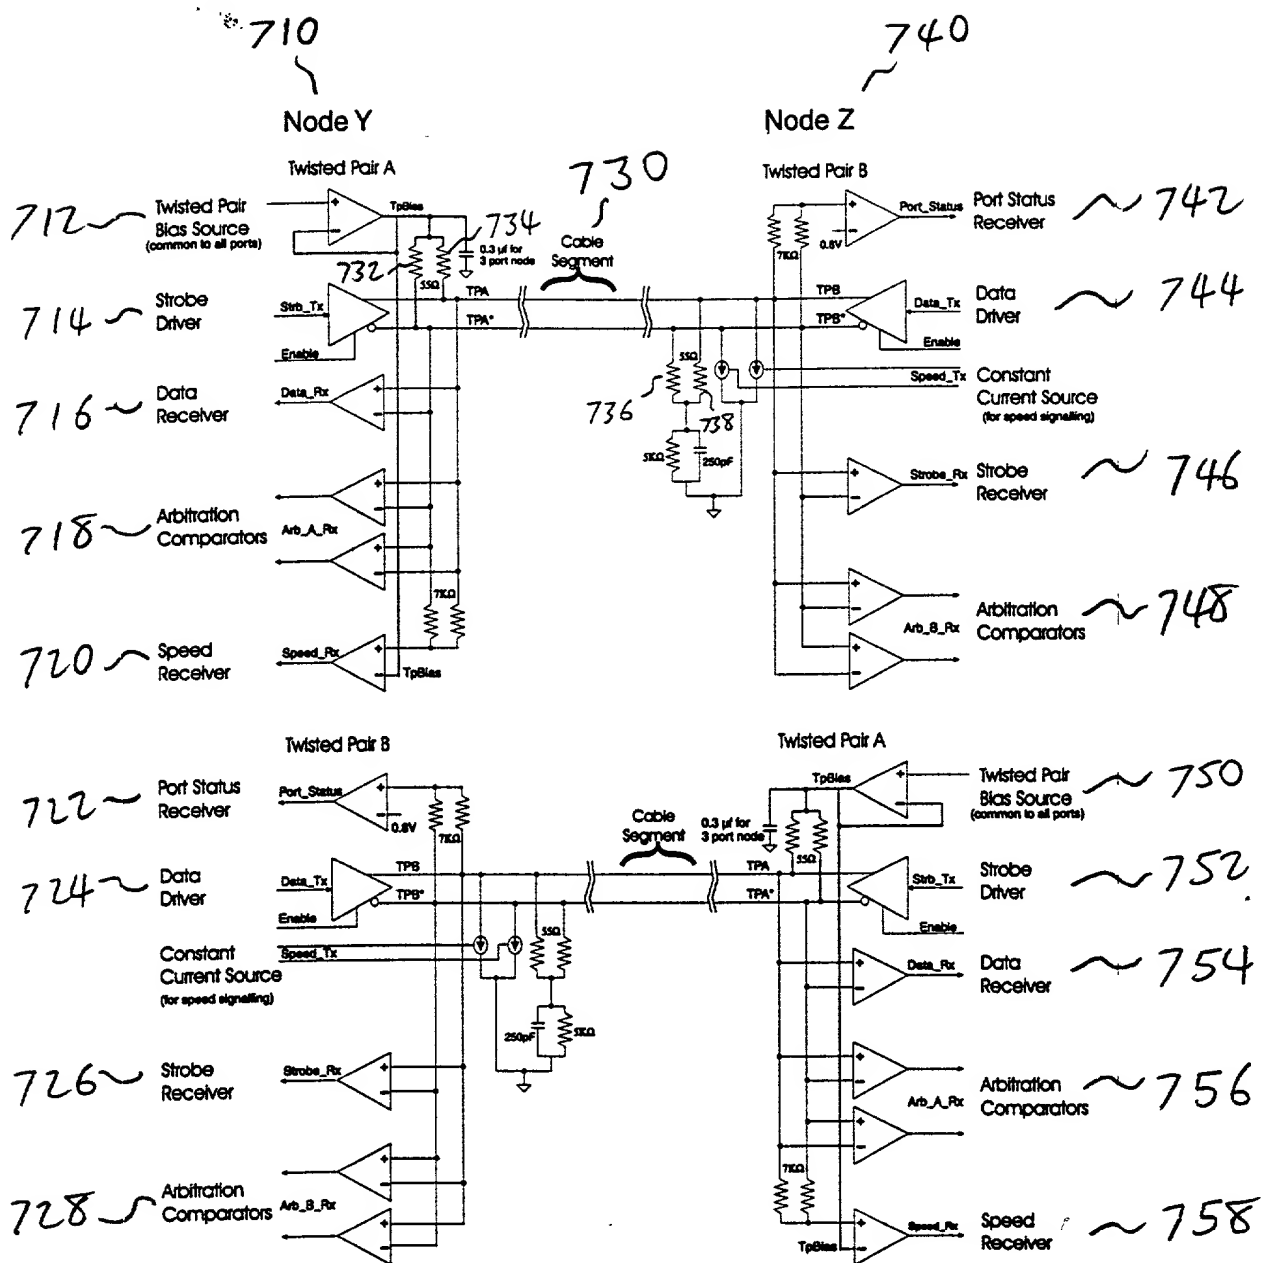 710
740
Node Y
Node Z
Twisted Pair A
Twisted Pair B
730
712
Twisted Pair
Bias Source
(common to all ports)
+
−
TpBias
734
732
55Ω
0.3 µf for
3 port node
Cable
Segment
7KΩ
+
−
0.8V
Port_Status
Port Status
Receiver
742
714
Strobe
Driver
Strb_Tx
Enable
TPA
TPA*
TPB
TPB*
Data_Tx
Enable
Data
Driver
744
716
Data
Receiver
Data_Rx
+
−
736
55Ω
738
5KΩ
250pF
Speed_Tx
Constant
Current Source
(for speed signalling)
718
Arbitration
Comparators
Arb_A_Rx
+
−
+
−
7KΩ
+
−
Strobe_Rx
Strobe
Receiver
746
720
Speed
Receiver
Speed_Rx
+
−
TpBias
+
−
+
−
Arb_B_Rx
Arbitration
Comparators
748
Twisted Pair B
Twisted Pair A
722
Port Status
Receiver
Port_Status
+
−
0.8V
7KΩ
Cable
Segment
0.3 µf for
3 port node
TpBias
55Ω
+
−
Twisted Pair
Bias Source
(common to all ports)
750
724
Data
Driver
Data_Tx
Enable
TPB
TPB*
TPA
TPA*
Strb_Tx
Enable
Strobe
Driver
752
Constant
Current Source
(for speed signalling)
Speed_Tx
55Ω
250pF
5KΩ
+
−
Data_Rx
Data
Receiver
754
726
Strobe
Receiver
Strobe_Rx
+
−
+
−
+
−
Arb_A_Rx
Arbitration
Comparators
756
728
Arbitration
Comparators
Arb_B_Rx
+
−
+
−
7KΩ
TpBias
+
−
Speed_Rx
Speed
Receiver
758